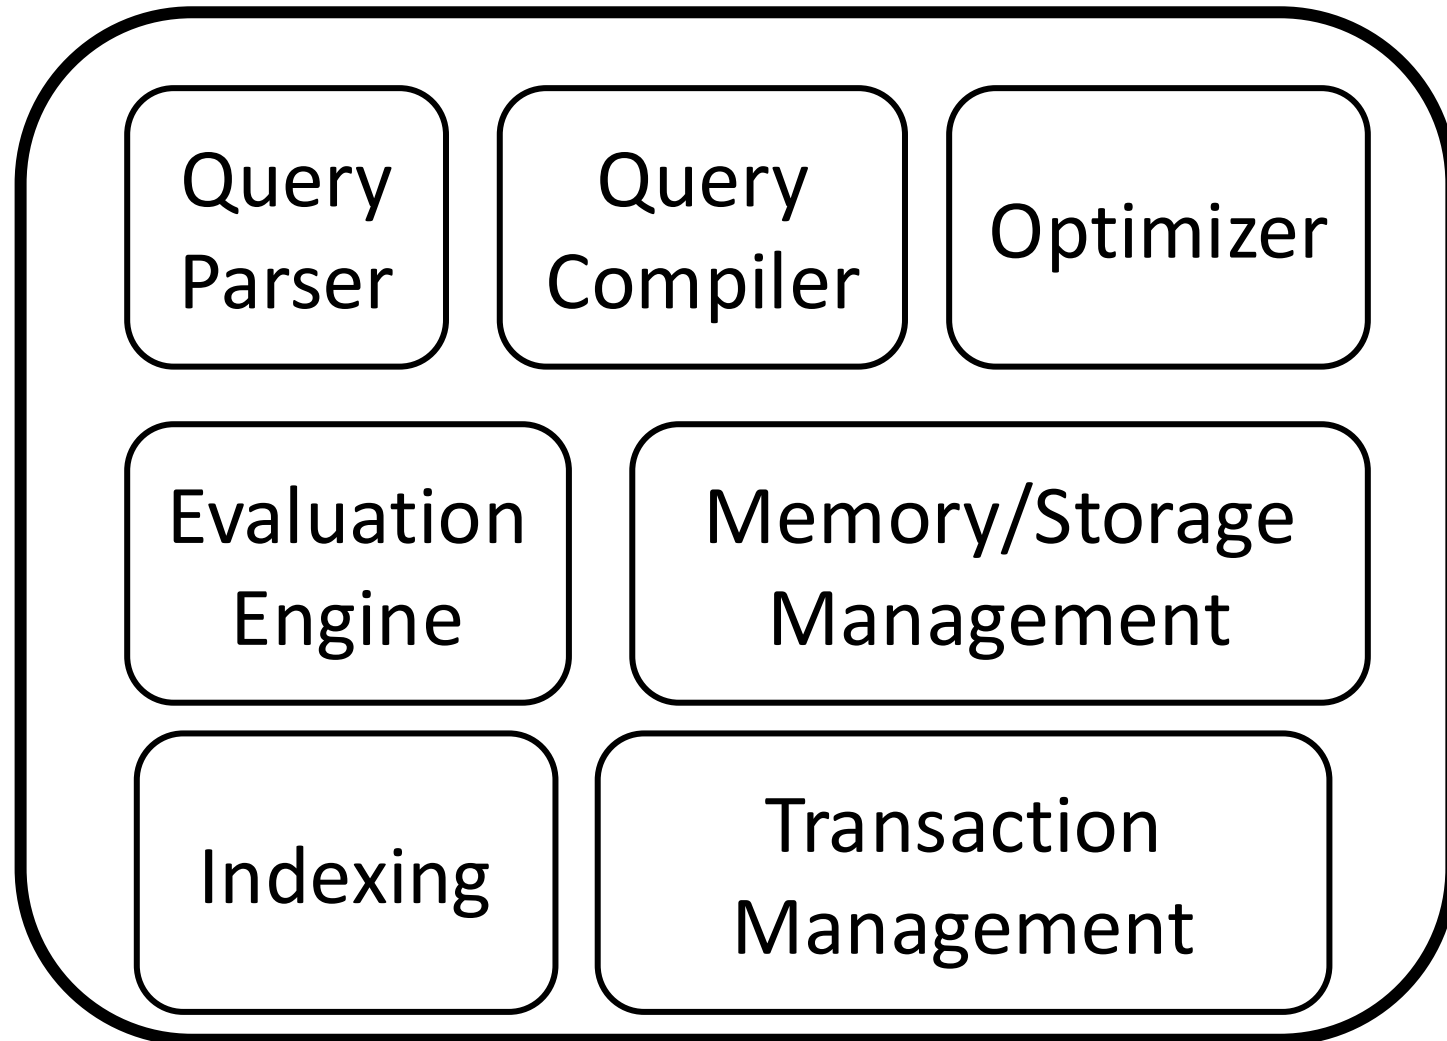 Query
Parser
Query
Compiler
Optimizer
Evaluation
Engine
Memory/Storage
Management
Indexing
Transaction
Management